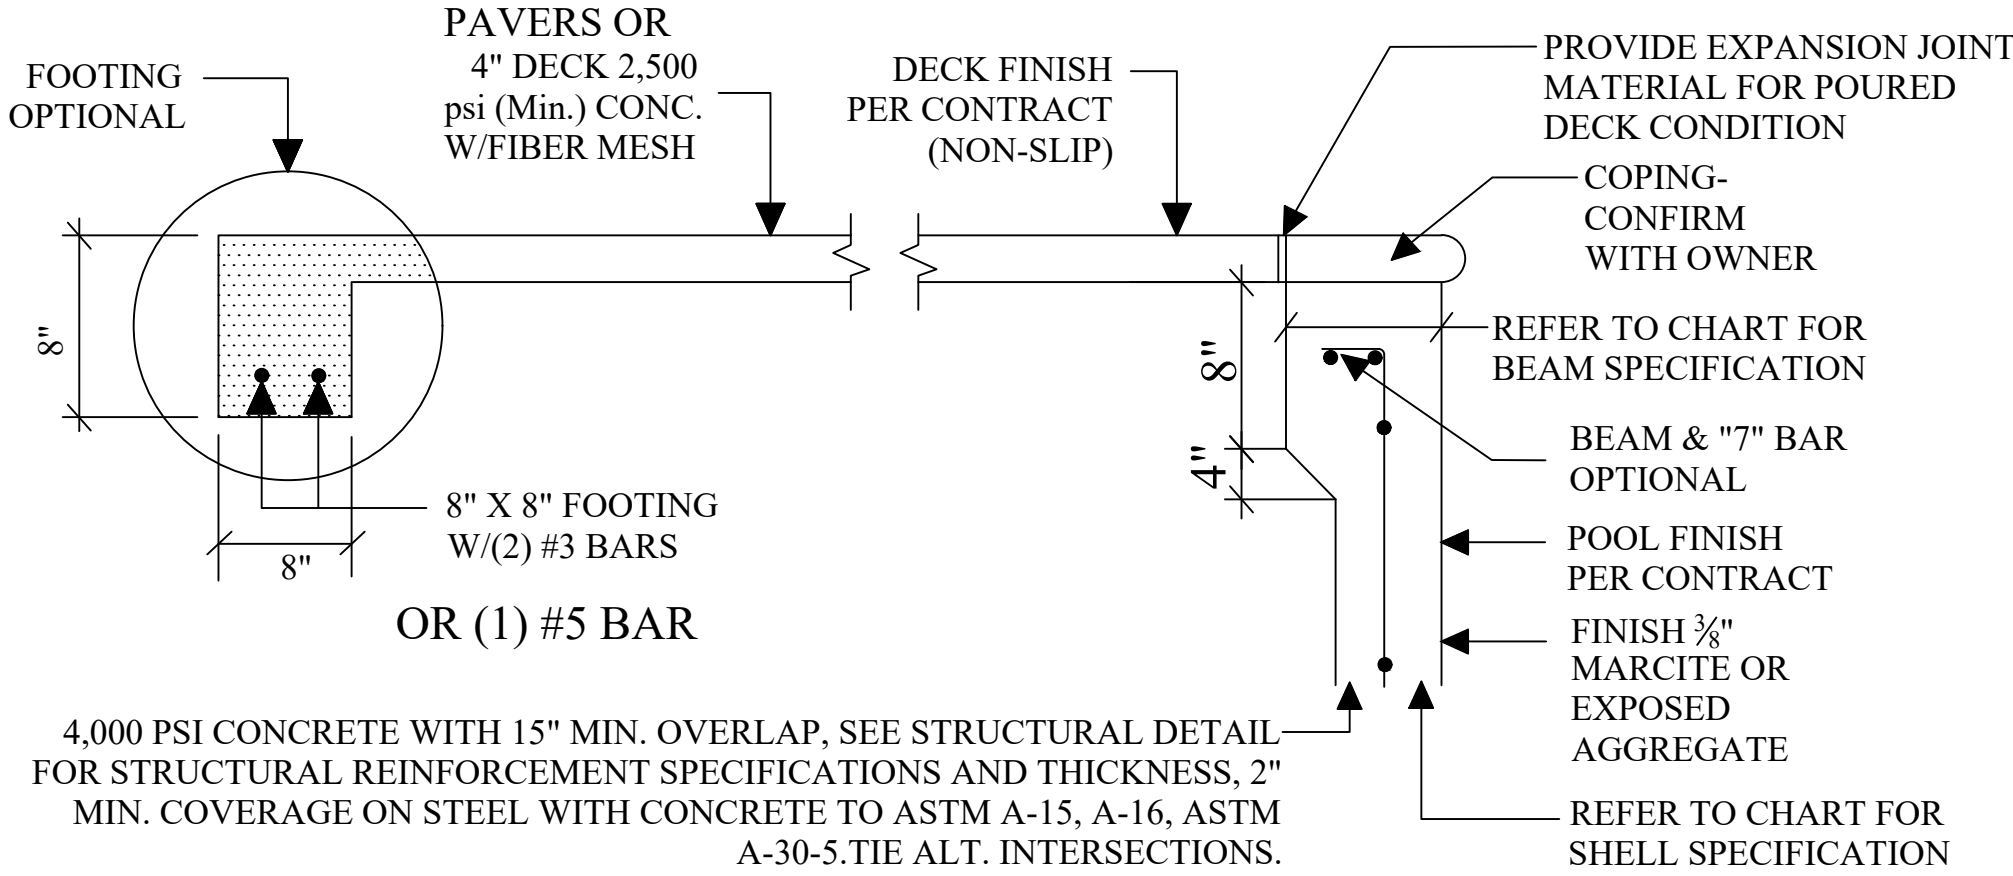 PAVERS OR
4" DECK 2,500
psi (Min.) CONC.
W/FIBER MESH
FOOTING
OPTIONAL
DECK FINISH
PER CONTRACT
(NON-SLIP)
PROVIDE EXPANSION JOINT
MATERIAL FOR POURED
DECK CONDITION
COPING-
CONFIRM
WITH OWNER
8"
8"
8"
4"
REFER TO CHART FOR
BEAM SPECIFICATION
BEAM & "7" BAR
OPTIONAL
8" X 8" FOOTING
W/(2) #3 BARS
OR (1) #5 BAR
POOL FINISH
PER CONTRACT
FINISH ⅜"
MARCITE OR
EXPOSED
AGGREGATE
4,000 PSI CONCRETE WITH 15" MIN. OVERLAP, SEE STRUCTURAL DETAIL
FOR STRUCTURAL REINFORCEMENT SPECIFICATIONS AND THICKNESS, 2"
MIN. COVERAGE ON STEEL WITH CONCRETE TO ASTM A-15, A-16, ASTM
A-30-5.TIE ALT. INTERSECTIONS.
REFER TO CHART FOR
SHELL SPECIFICATION